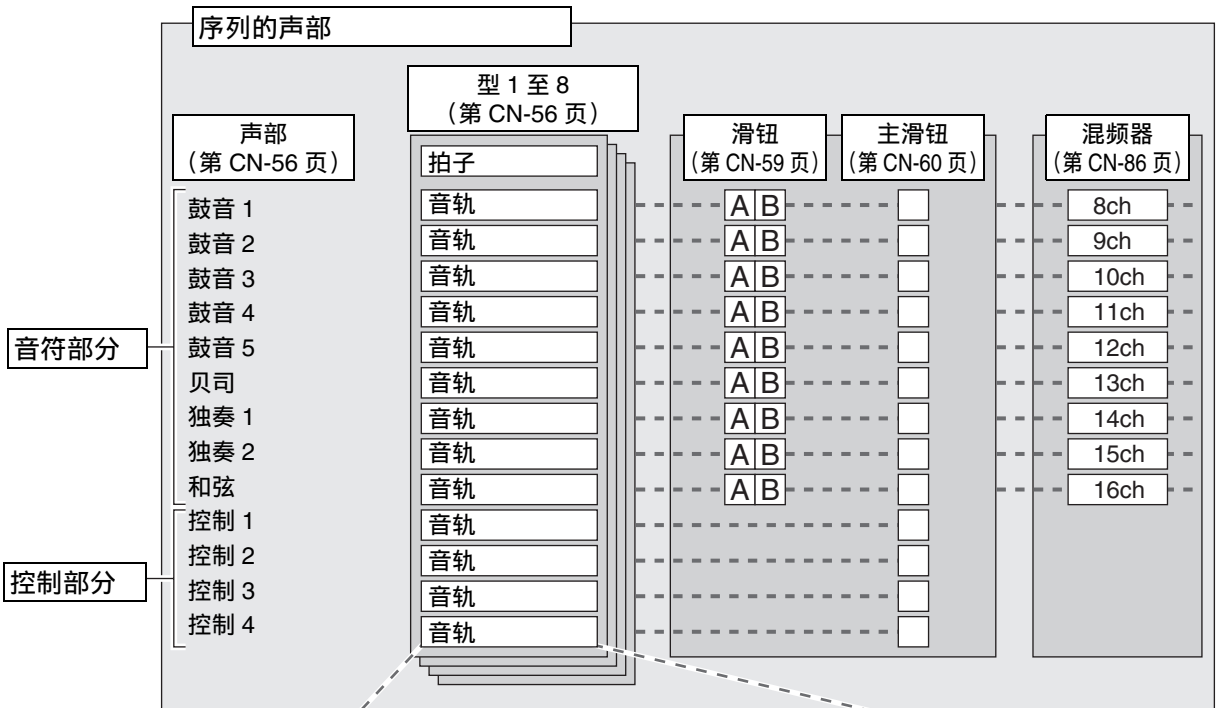 序列的声部
型 1 至 8
（第 CN-56 页）
声部
（第 CN-56 页）
滑钮
（第 CN-59 页）
主滑钮
（第 CN-60 页）
混频器
（第 CN-86 页）
拍子
鼓音 1 音轨 A B 8ch
鼓音 2 音轨 A B 9ch
鼓音 3 音轨 A B 10ch
鼓音 4 音轨 A B 11ch
音符部分
鼓音 5 音轨 A B 12ch
贝司 音轨 A B 13ch
独奏 1 音轨 A B 14ch
独奏 2 音轨 A B 15ch
和弦 音轨 A B 16ch
控制 1 音轨
控制 2 音轨
控制部分
控制 3 音轨
控制 4 音轨